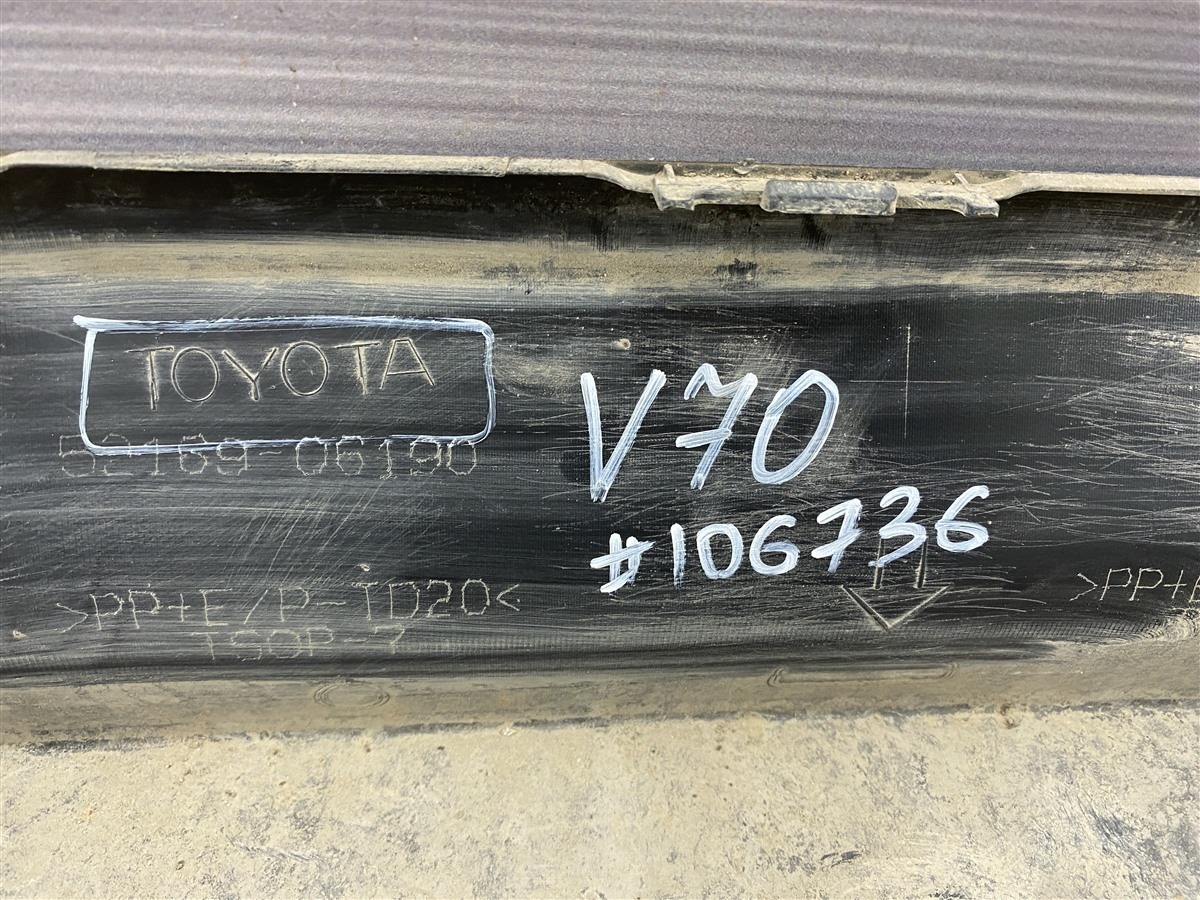 TOYOTA
52169-06190
V70
#106736
>PP+E/P-TD20<
TSOP-7
>PP+